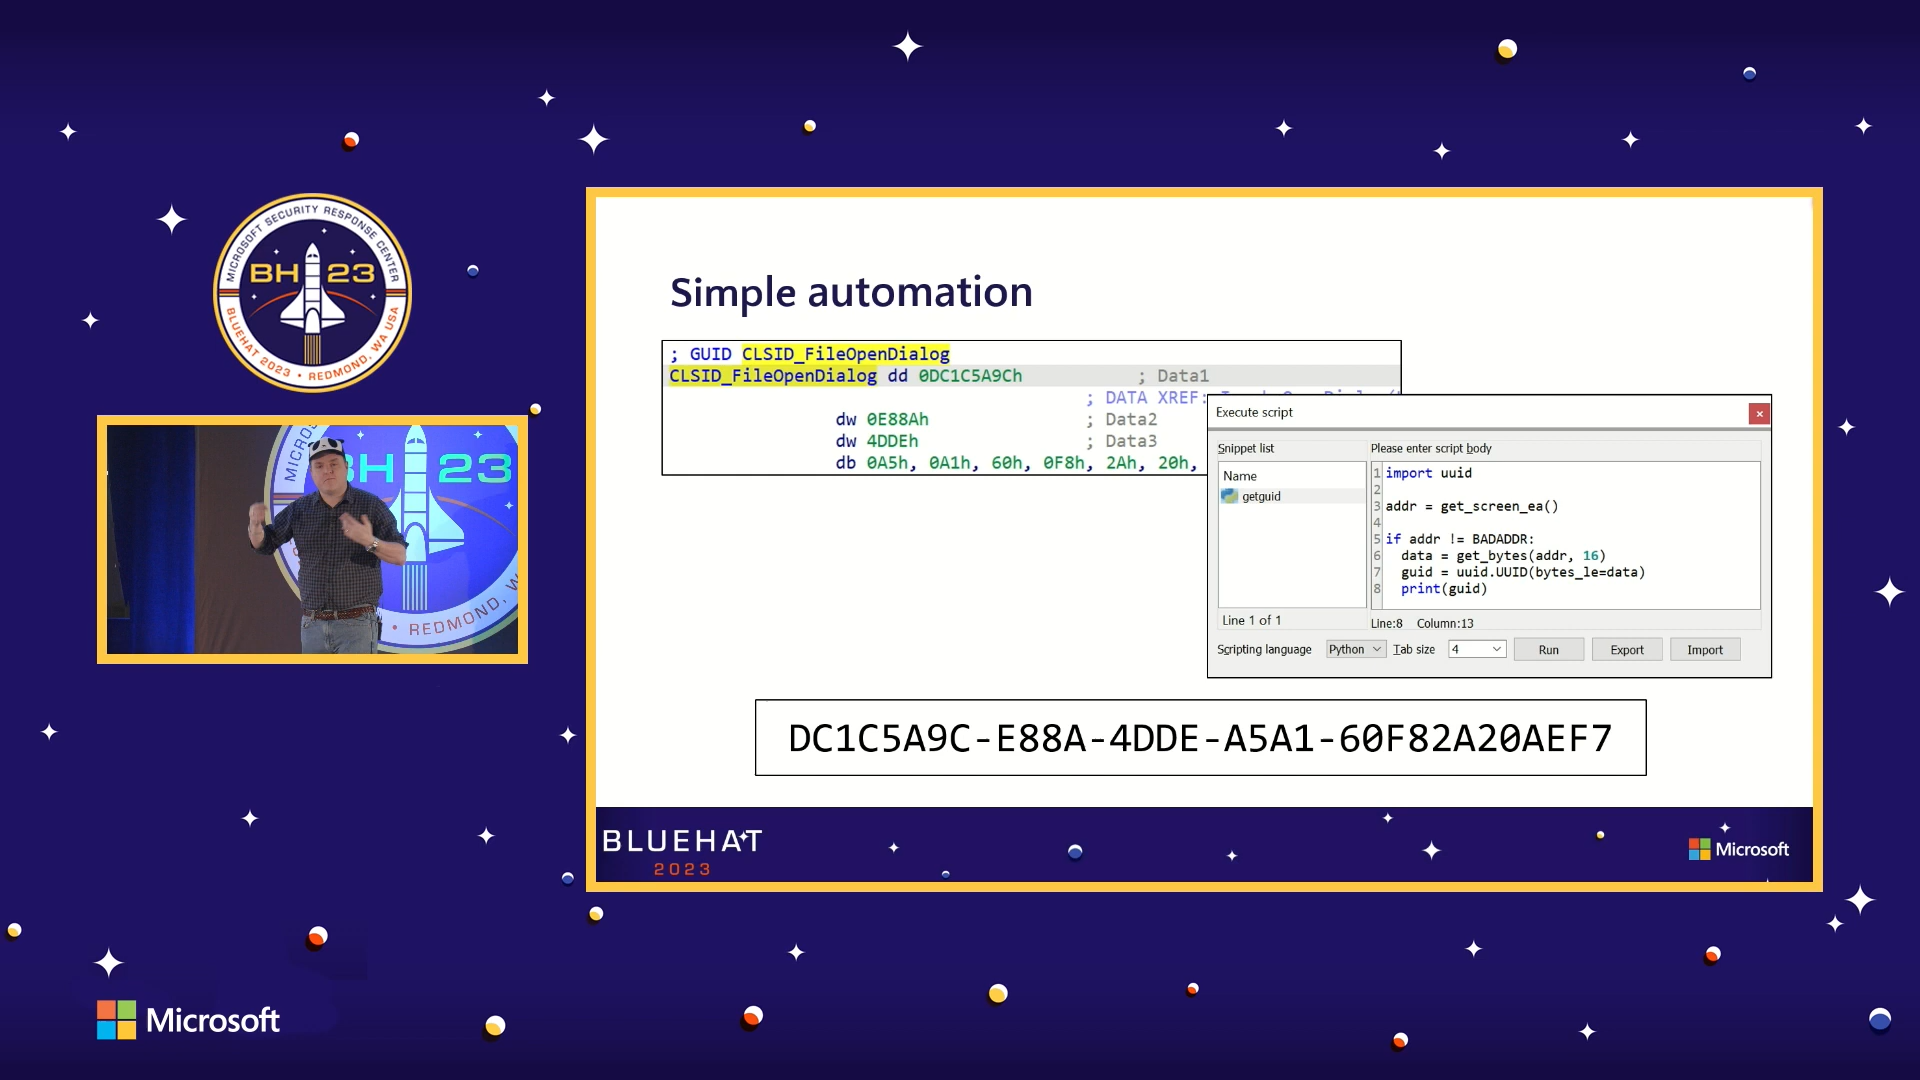 MICROSOFT SECURITY RESPONSE CENTER
BH 23
BLUEHAT 2023 • REDMOND, WA USA
MICROS
BH 23
• REDMOND, W
Simple automation
; GUID CLSID_FileOpenDialog
CLSID_FileOpenDialog dd 0DC1C5A9Ch ; Data1
; DATA XREF:
dw 0E88Ah ; Data2
dw 4DDEh ; Data3
db 0A5h, 0A1h, 60h, 0F8h, 2Ah, 20h,
Execute script
Snippet list
Name
getguid
Line 1 of 1
Please enter script body
1 import uuid
2
3 addr = get_screen_ea()
4
5 if addr != BADADDR:
6 data = get_bytes(addr, 16)
7 guid = uuid.UUID(bytes_le=data)
8 print(guid)
Line:8 Column:13
Scripting language Python Tab size 4 Run Export Import
DC1C5A9C-E88A-4DDE-A5A1-60F82A20AEF7
BLUEHAT
2023
Microsoft
Microsoft